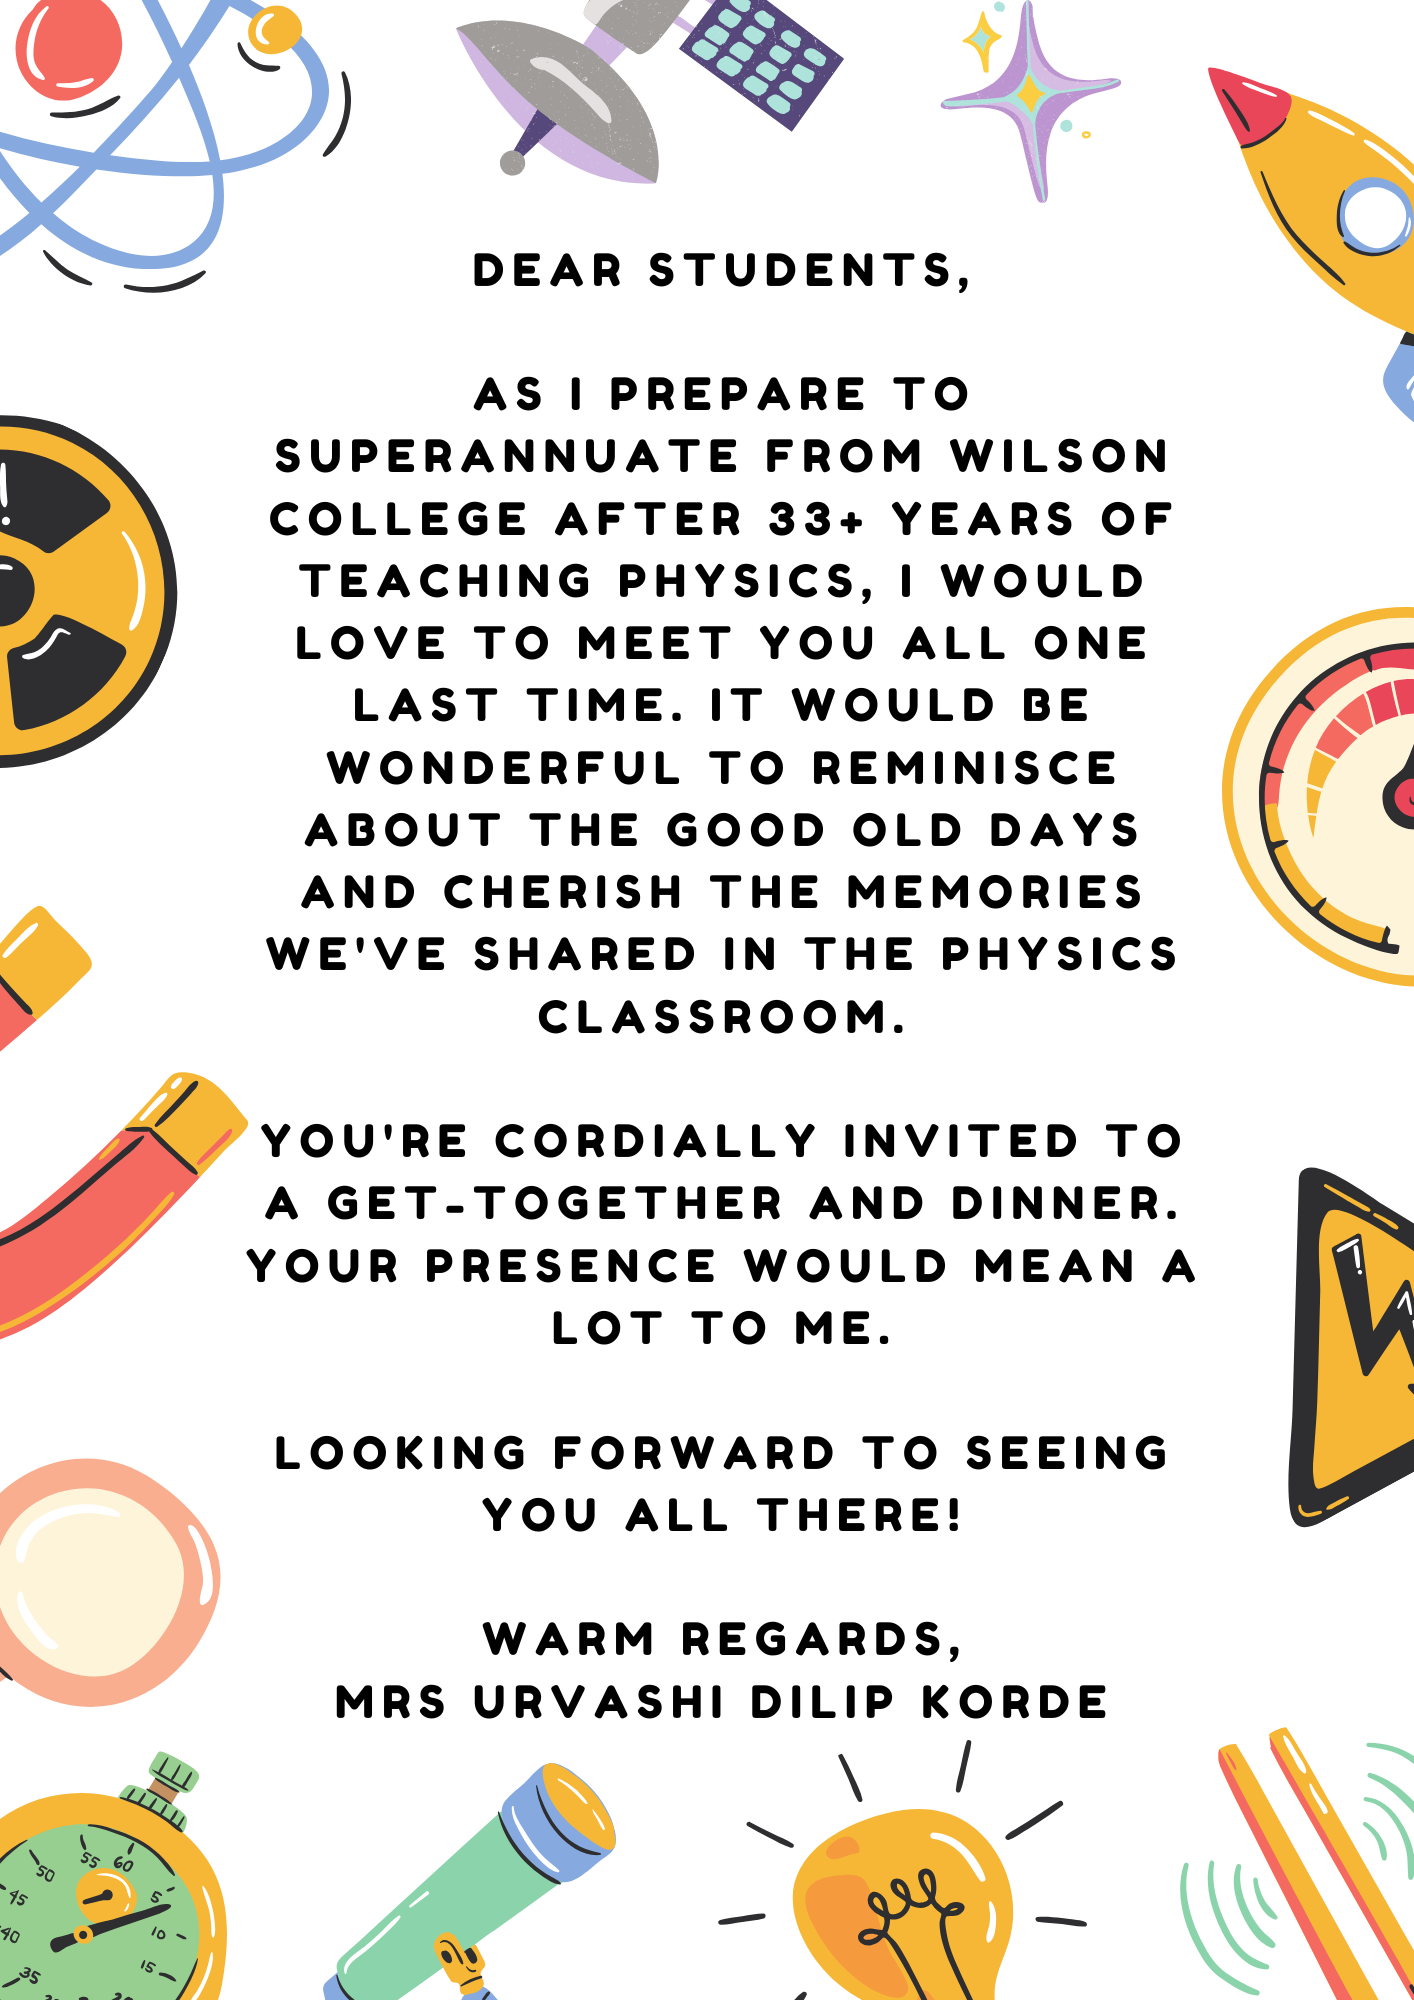 DEAR STUDENTS,
AS I PREPARE TO
SUPERANNUATE FROM WILSON
COLLEGE AFTER 33+ YEARS OF
TEACHING PHYSICS, I WOULD
LOVE TO MEET YOU ALL ONE
LAST TIME. IT WOULD BE
WONDERFUL TO REMINISCE
ABOUT THE GOOD OLD DAYS
AND CHERISH THE MEMORIES
WE'VE SHARED IN THE PHYSICS
CLASSROOM.
YOU'RE CORDIALLY INVITED TO
A GET-TOGETHER AND DINNER.
YOUR PRESENCE WOULD MEAN A
LOT TO ME.
LOOKING FORWARD TO SEEING
YOU ALL THERE!
WARM REGARDS,
MRS URVASHI DILIP KORDE
55 60
50
5
45
10
40
15
35